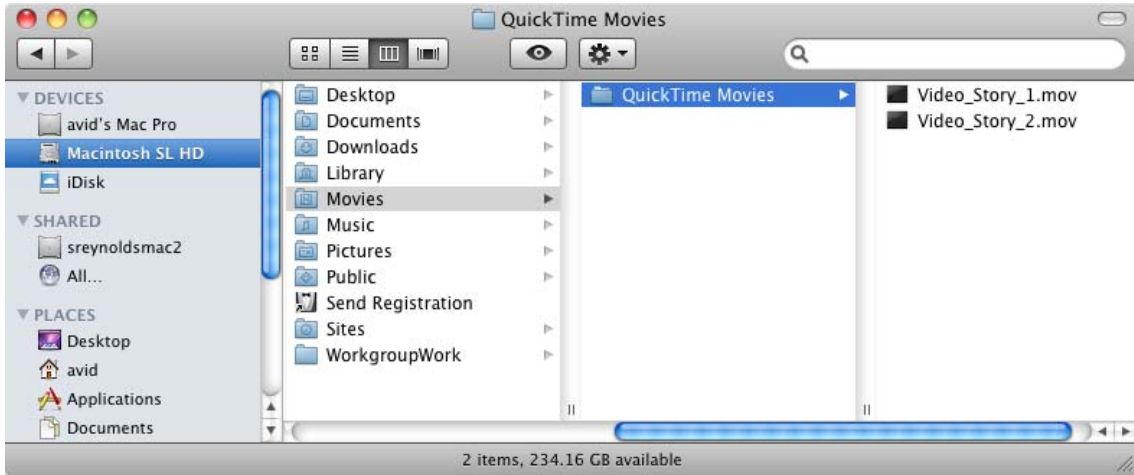 QuickTime Movies
DEVICES
avid's Mac Pro
Macintosh SL HD
iDisk
SHARED
sreynoldsmac2
All...
PLACES
Desktop
avid
Applications
Documents
Desktop
Documents
Downloads
Library
Movies
Music
Pictures
Public
Send Registration
Sites
WorkgroupWork
QuickTime Movies
Video_Story_1.mov
Video_Story_2.mov
2 items, 234.16 GB available